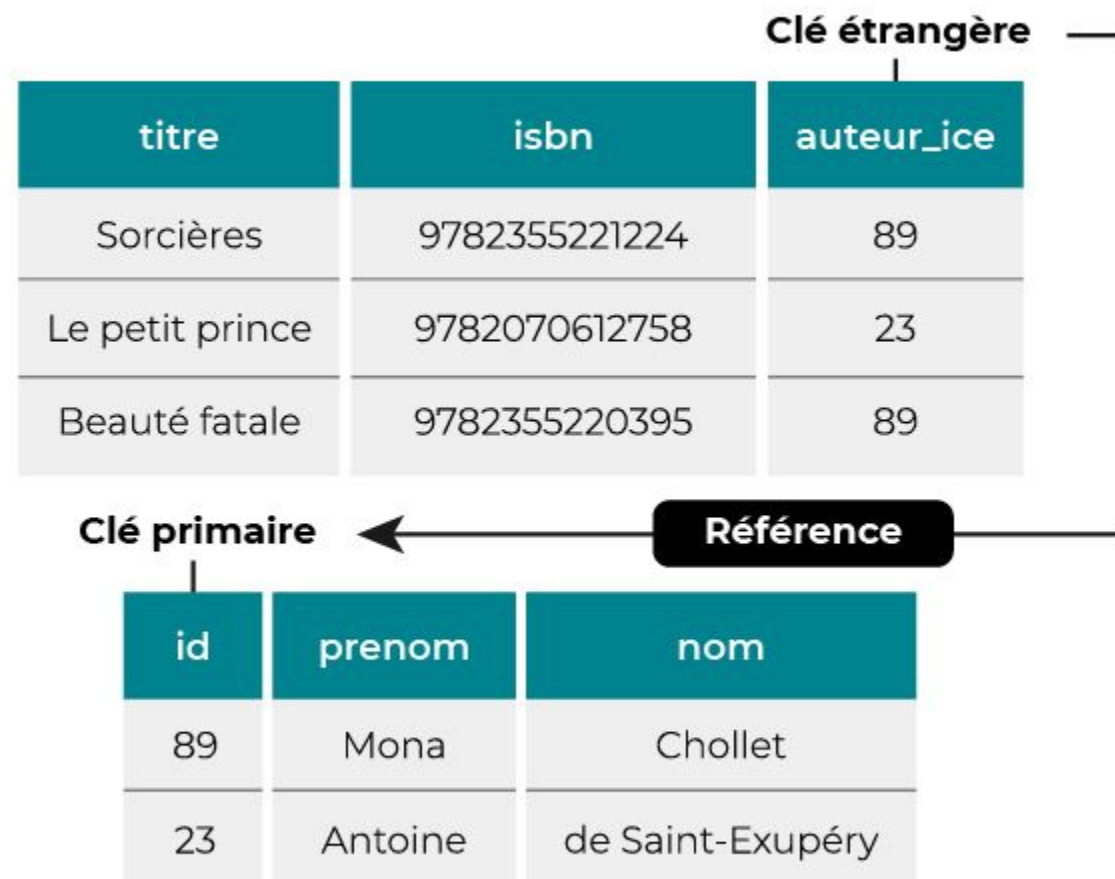 Clé étrangère
titre isbn auteur_ice
Sorcières 9782355221224 89
Le petit prince 9782070612758 23
Beauté fatale 9782355220395 89
Clé primaire Référence
id prenom nom
89 Mona Chollet
23 Antoine de Saint-Exupéry